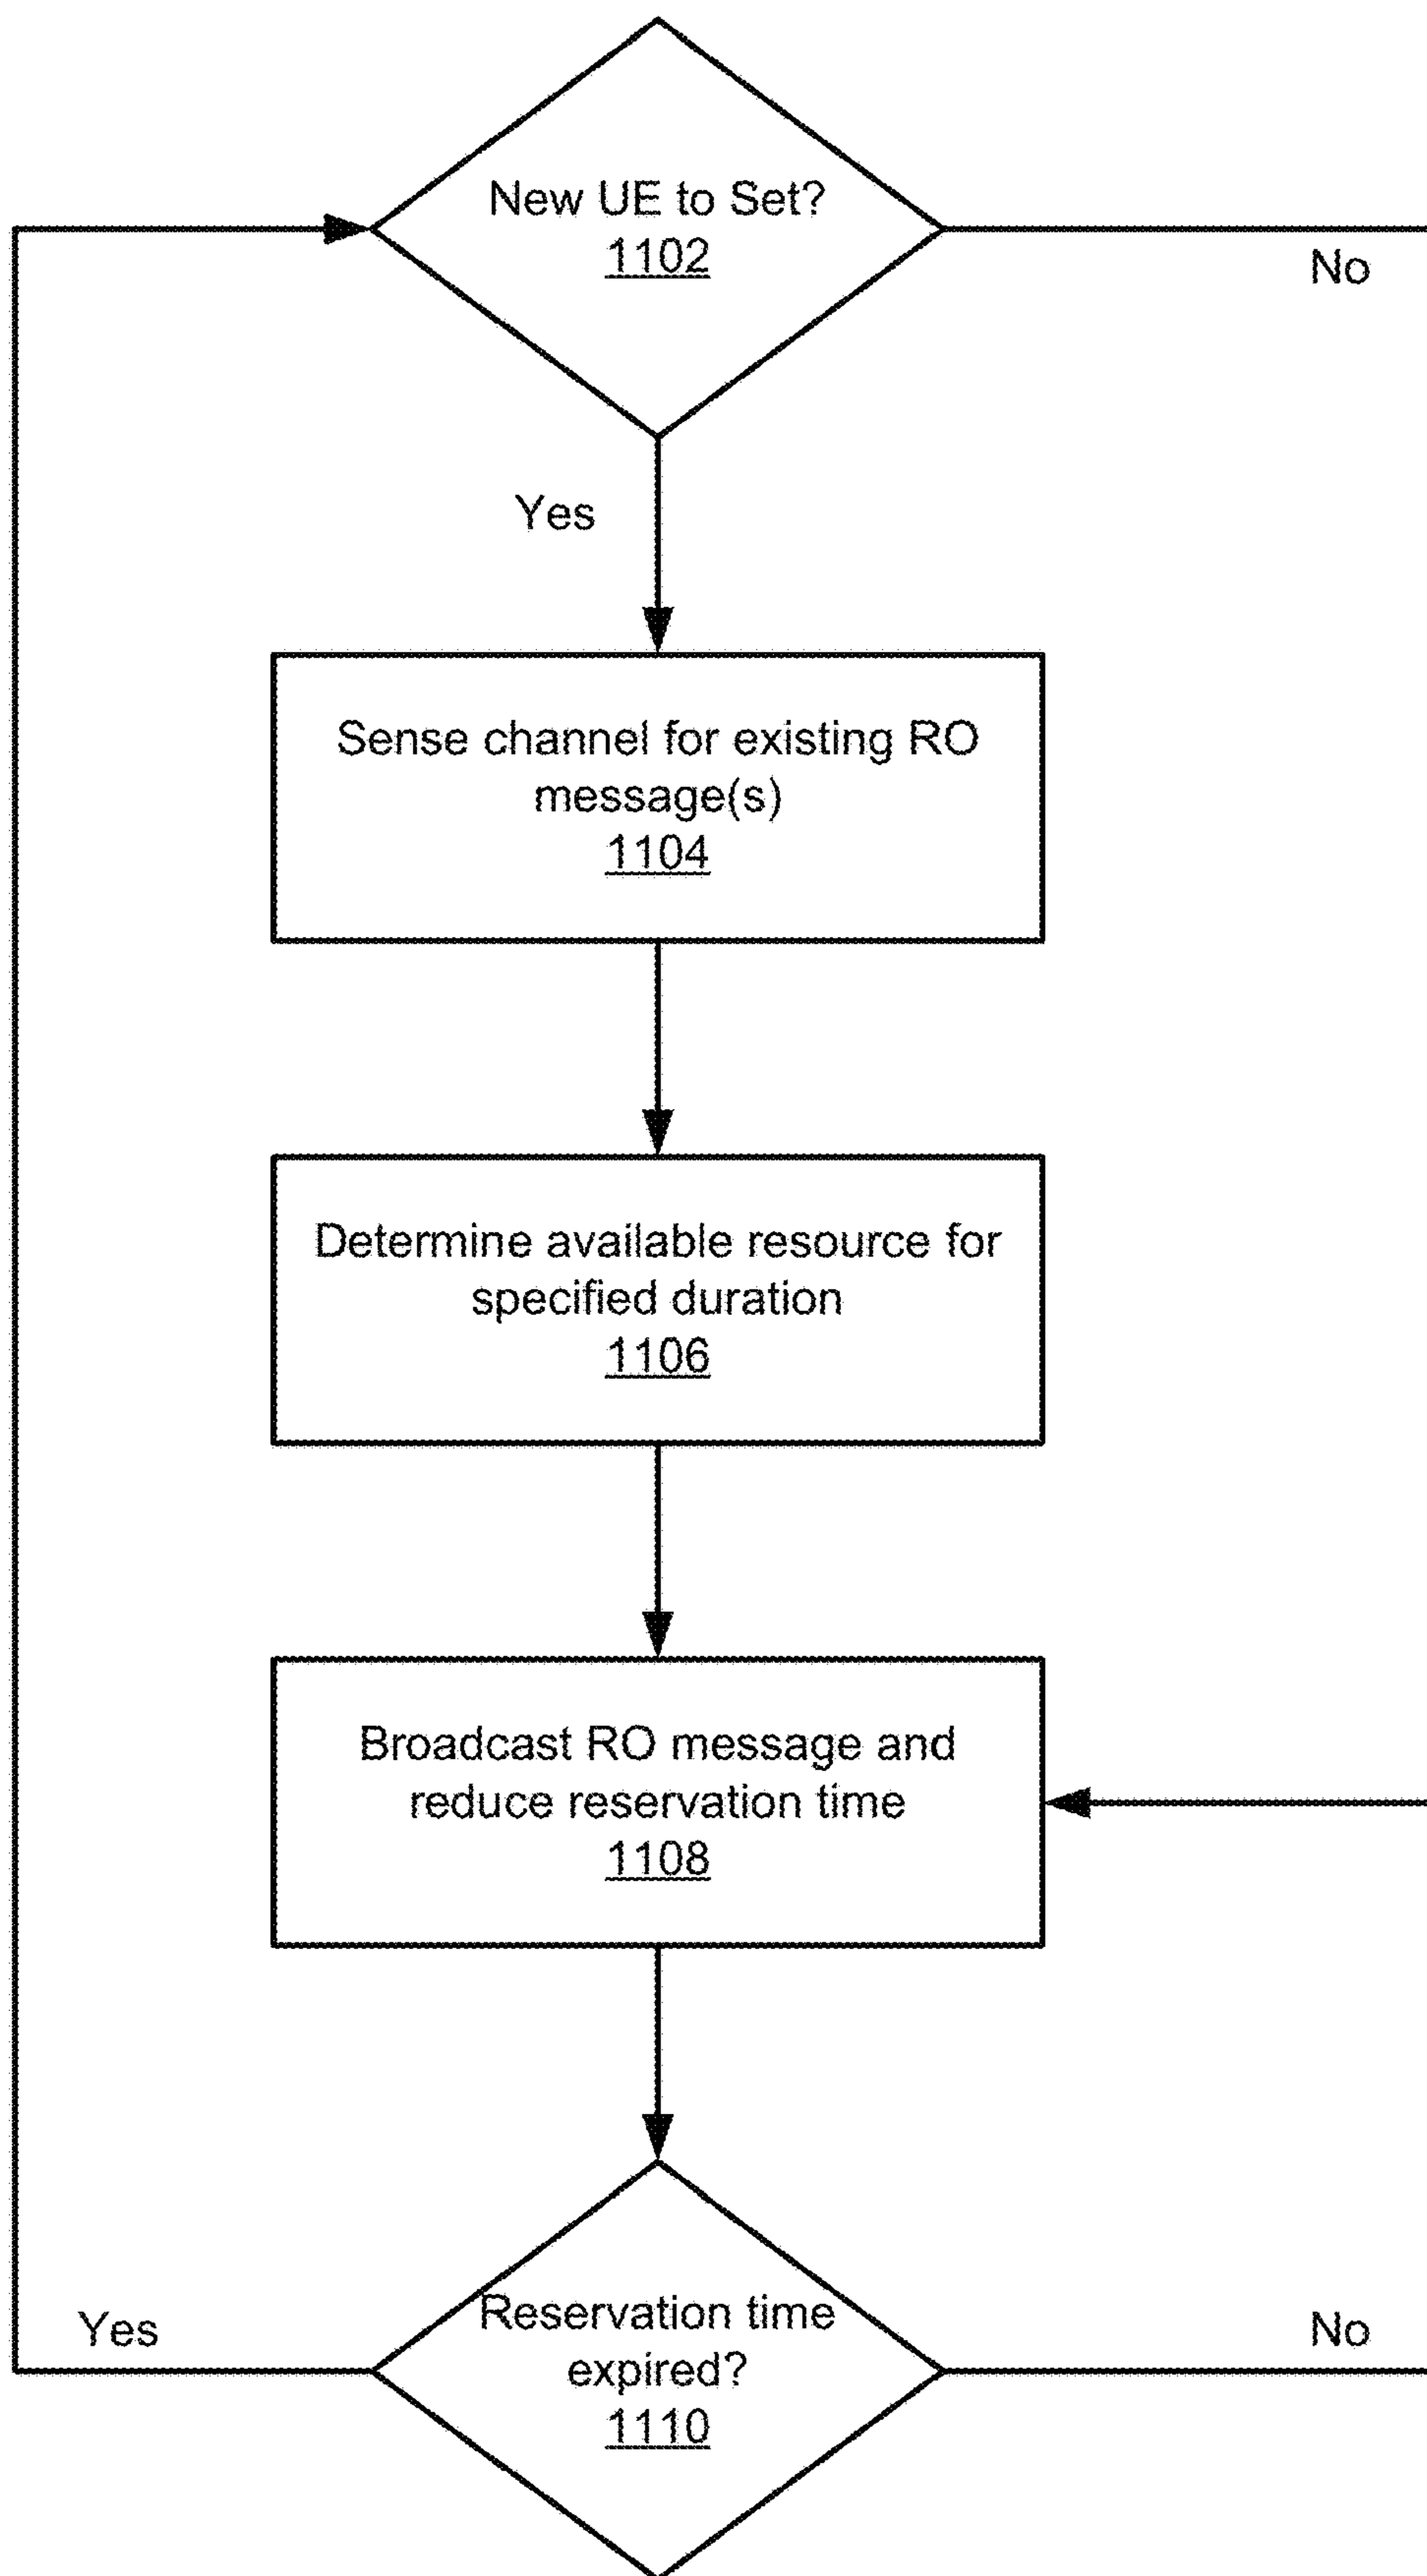 New UE to Set?
1102
No
Yes
Sense channel for existing RO
message(s)
1104
Determine available resource for
specified duration
1106
Broadcast RO message and
reduce reservation time
1108
Reservation time
expired?
1110
Yes
No